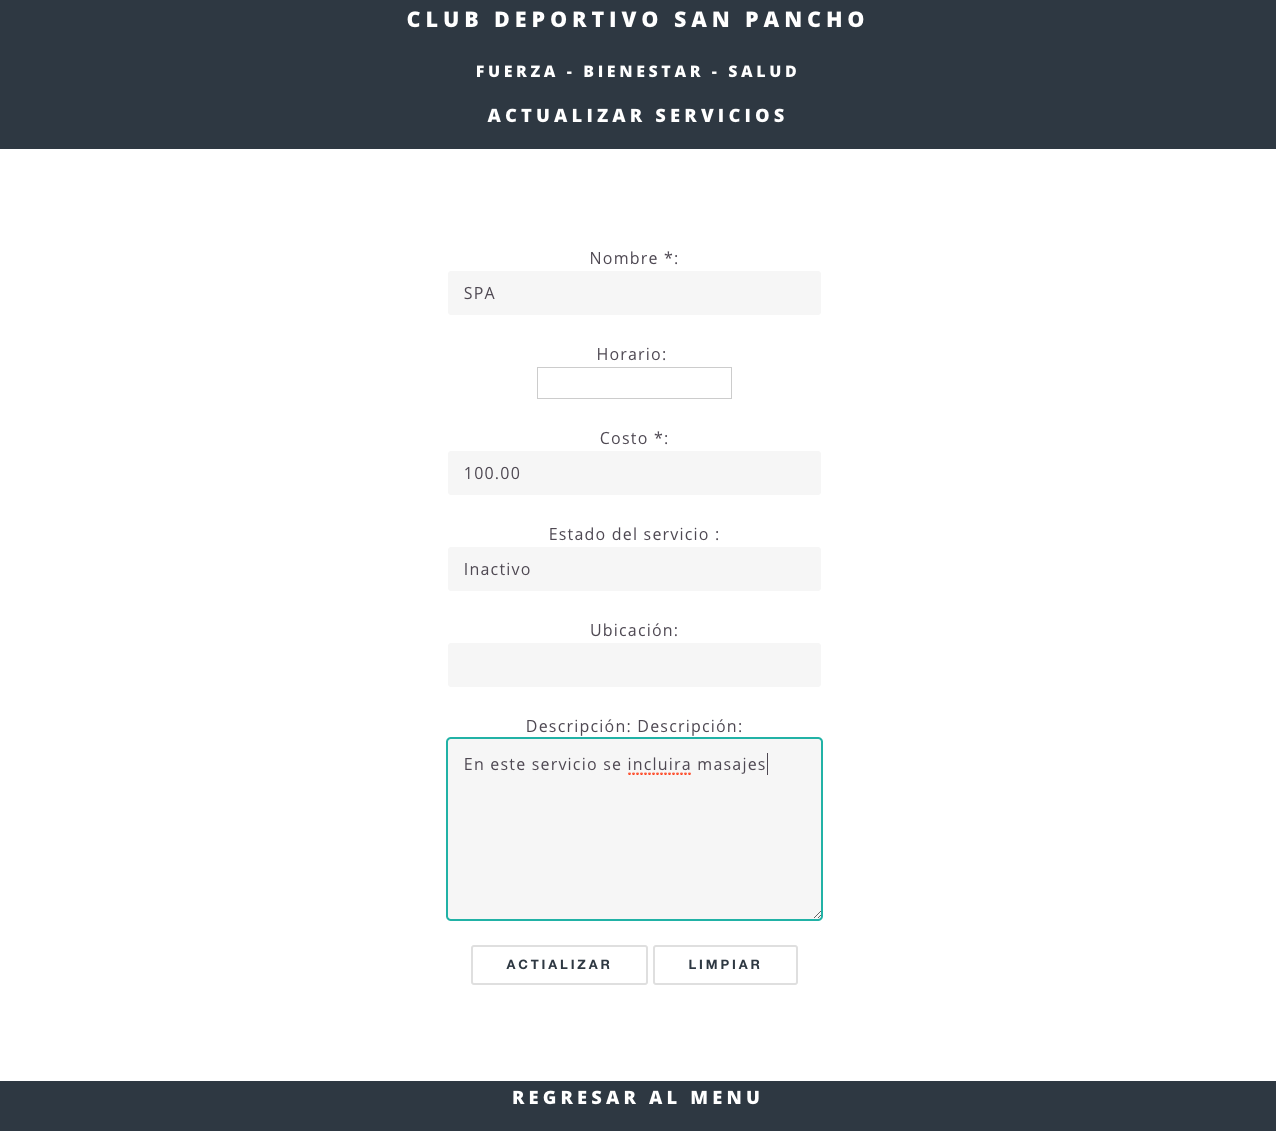 CLUB DEPORTIVO SAN PANCHO
FUERZA - BIENESTAR - SALUD
ACTUALIZAR SERVICIOS
Nombre *:
SPA
Horario:
Costo *:
100.00
Estado del servicio :
Inactivo
Ubicación:
Descripción: Descripción:
En este servicio se incluira masajes
ACTIALIZAR LIMPIAR
REGRESAR AL MENU